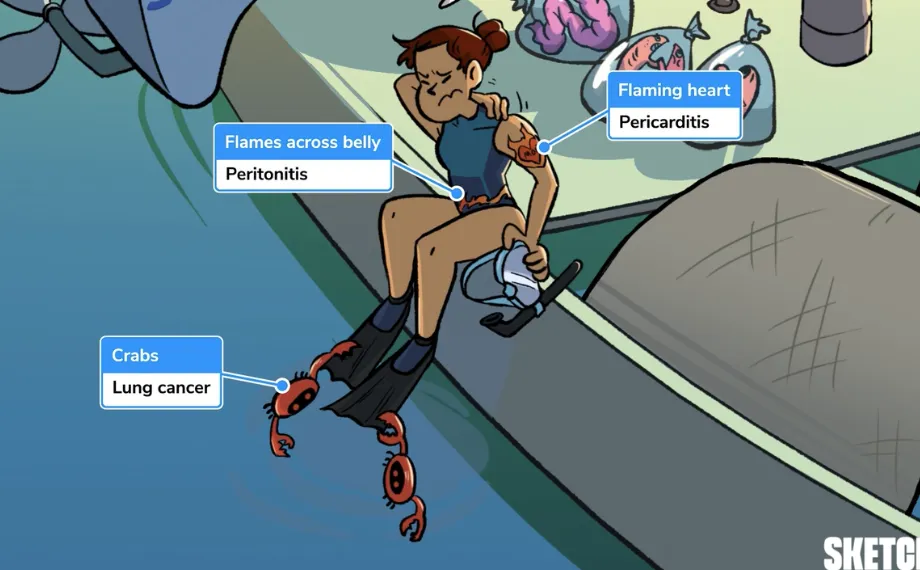 Flaming heart
Pericarditis
Flames across belly
Peritonitis
Crabs
Lung cancer
SKETC